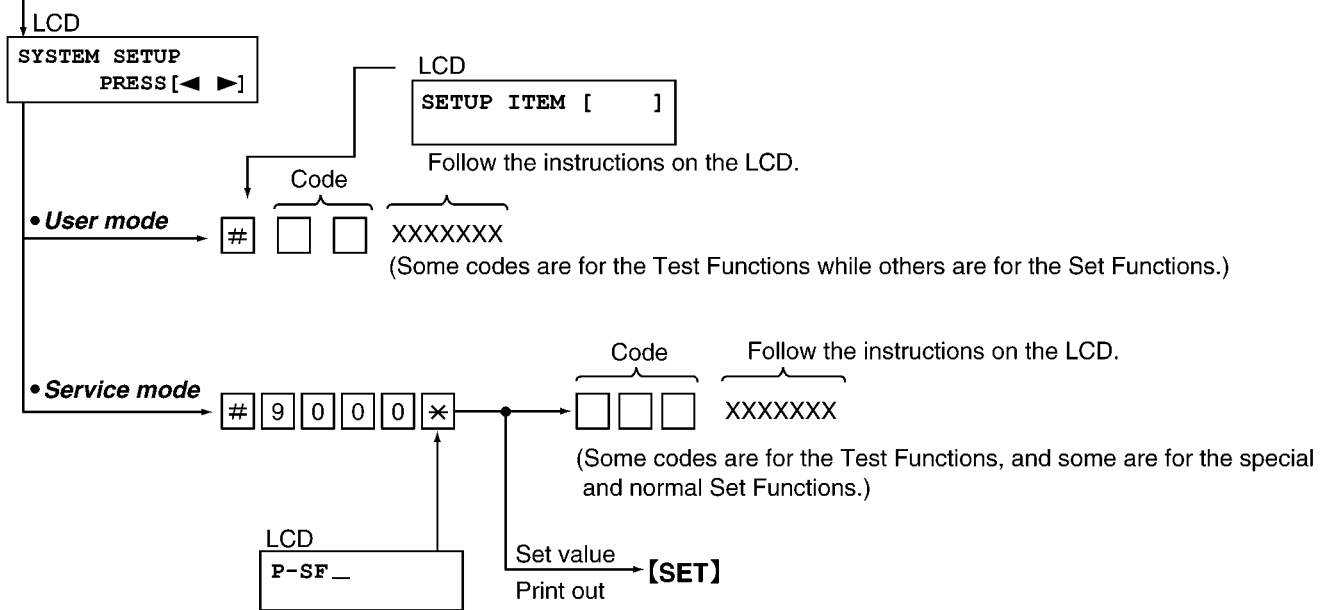 LCD
SYSTEM SETUP
PRESS[◀ ▶]
LCD
SETUP ITEM [ ]
Follow the instructions on the LCD.
Code
• User mode
# XXXXXXX
(Some codes are for the Test Functions while others are for the Set Functions.)
Code Follow the instructions on the LCD.
• Service mode
# 9 0 0 0 * XXXXXXX
(Some codes are for the Test Functions, and some are for the special
and normal Set Functions.)
LCD
P-SF_
Set value
【SET】
Print out